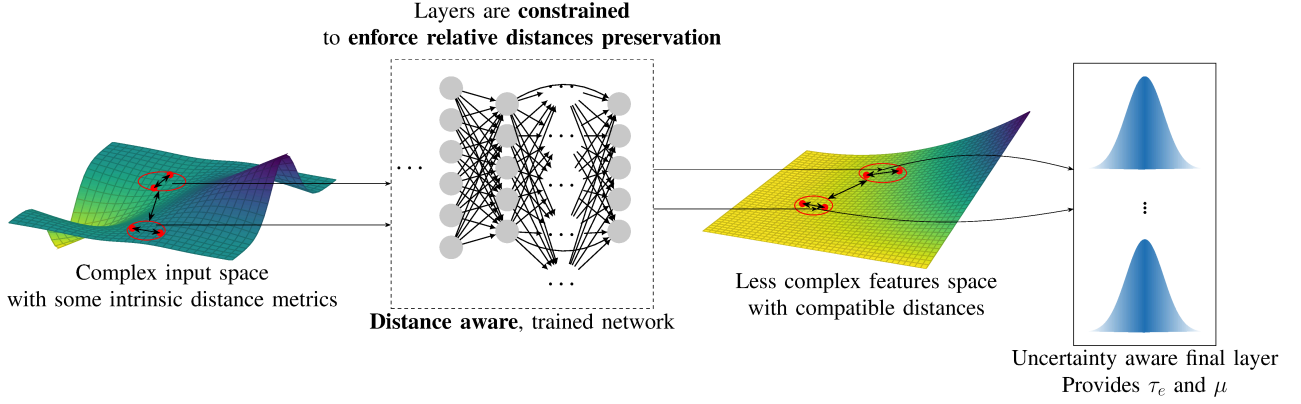 Layers are constrained
to enforce relative distances preservation
Complex input space
with some intrinsic distance metrics
Distance aware, trained network
Less complex features space
with compatible distances
Uncertainty aware final layer
Provides τₑ and μ